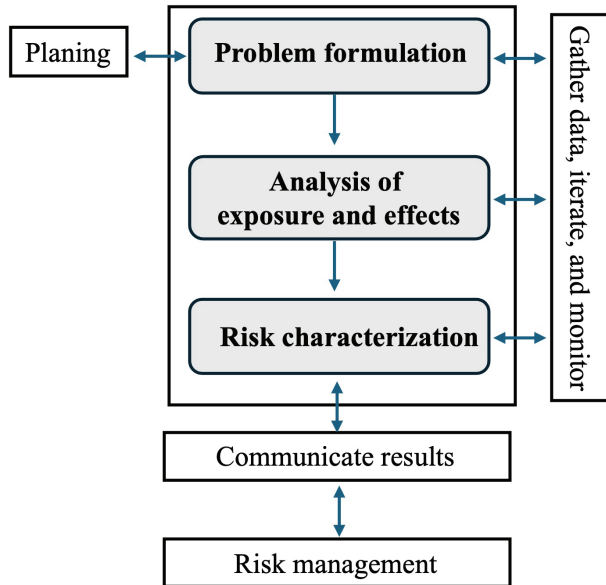 Planing
Problem formulation
Gather data, iterate, and monitor
Analysis of
exposure and effects
Risk characterization
Communicate results
Risk management